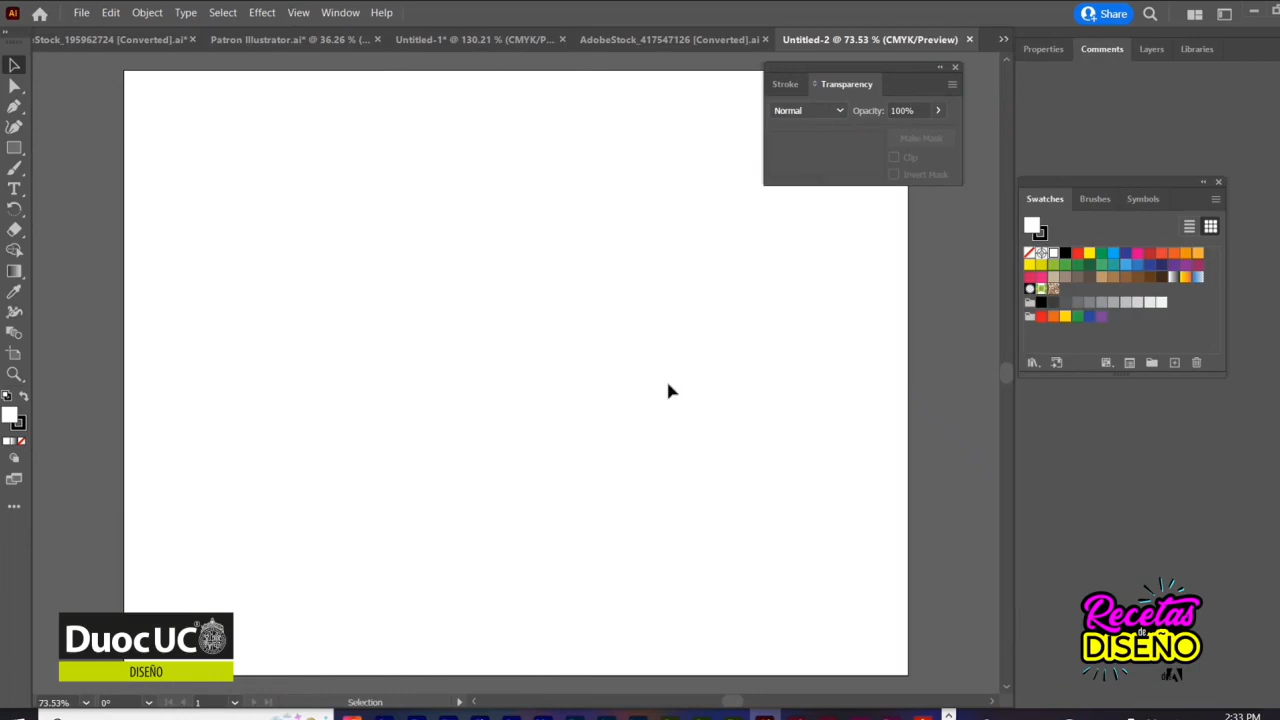 Ai File Edit Object Type Select Effect View Window Help Share
Stock_195962724 [Converted].ai* Patron Illustrator.ai* @ 36.26 % (... Untitled-1* @ 130.21 % (CMYK/P... AdobeStock_417547126 [Converted].ai Untitled-2 @ 73.53 % (CMYK/Preview)
Properties Comments Layers Libraries
Stroke Transparency
Normal Opacity: 100%
Make Mask
Clip
Invert Mask
Swatches Brushes Symbols
DuocUC®
DISEÑO
Recetas
de
DISEÑO
73.53% 0° 1 Selection
2:33 PM